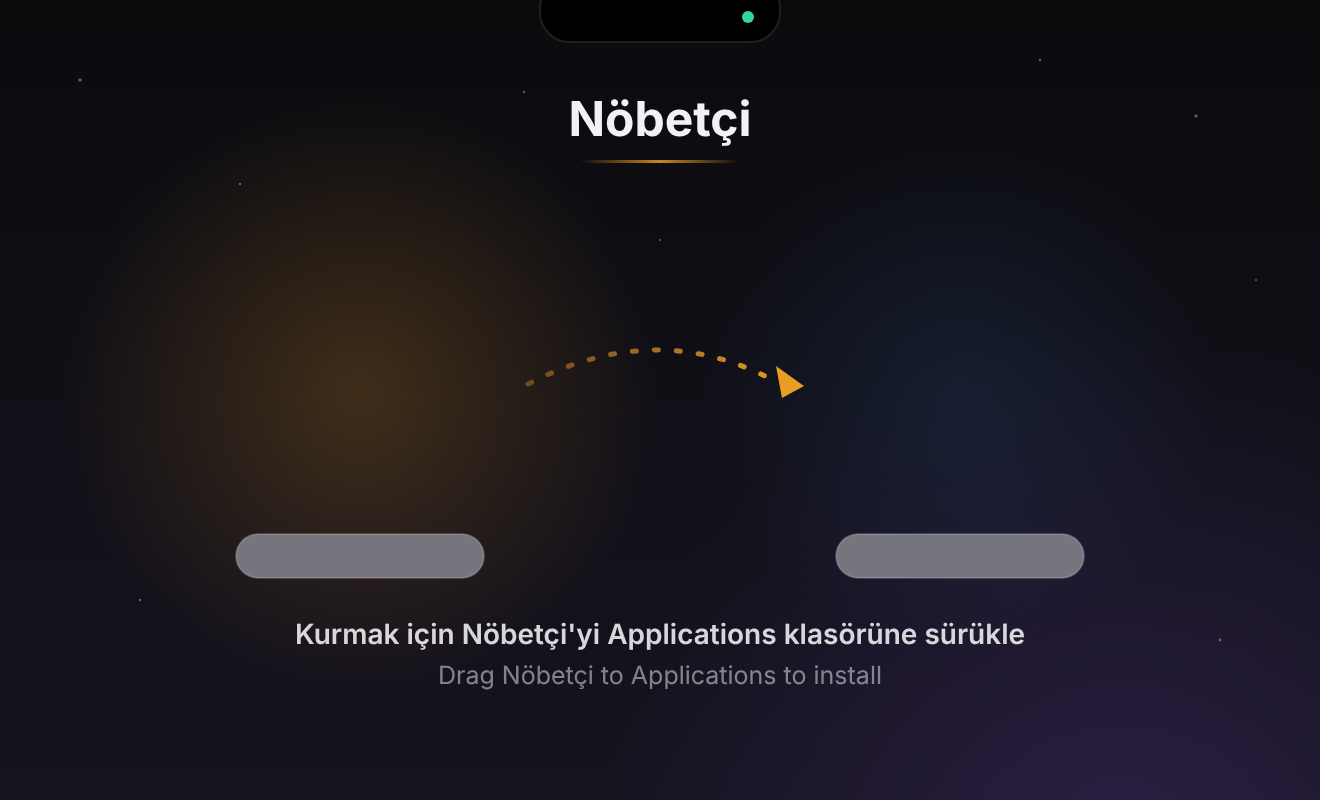 Nöbetçi
Kurmak için Nöbetçi'yi Applications klasörüne sürükle
Drag Nöbetçi to Applications to install